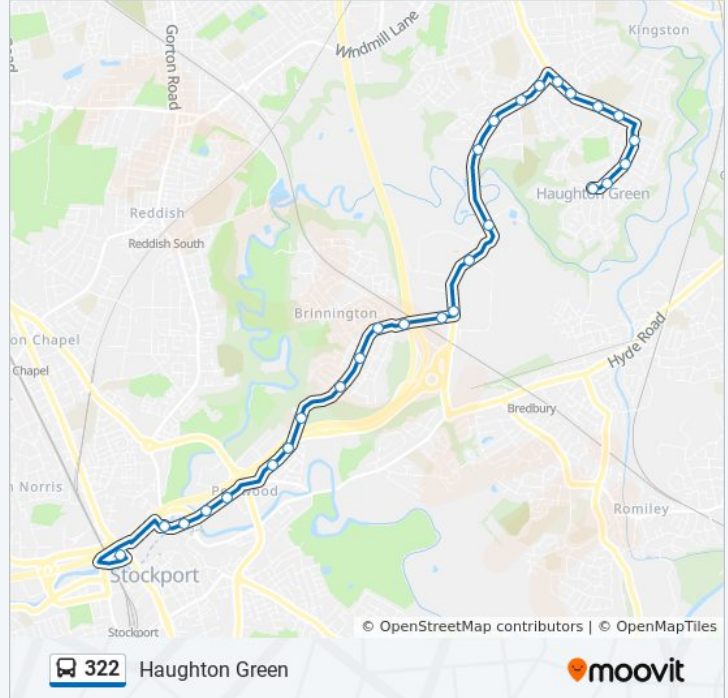 Kingston
Windmill Lane
Gorton Road
Haughton Green
Reddish
Reddish South
Brinnington
on Chapel
Chapel
Hyde Road
Bredbury
n Norris
Romiley
Stockport
Stockport
© OpenStreetMap contributors | © OpenMapTiles
322 Haughton Green
moovit